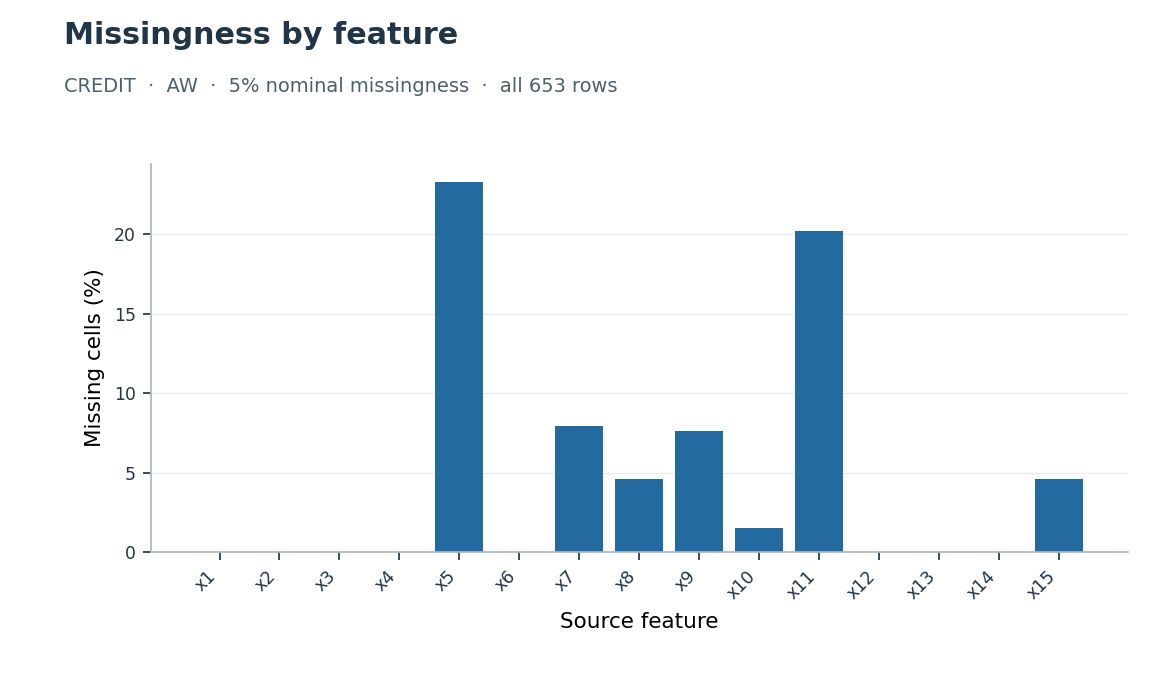 Missingness by feature
CREDIT · AW · 5% nominal missingness · all 653 rows
Missing cells (%)
20
15
10
5
0
x1 x2 x3 x4 x5 x6 x7 x8 x9 x10 x11 x12 x13 x14 x15
Source feature